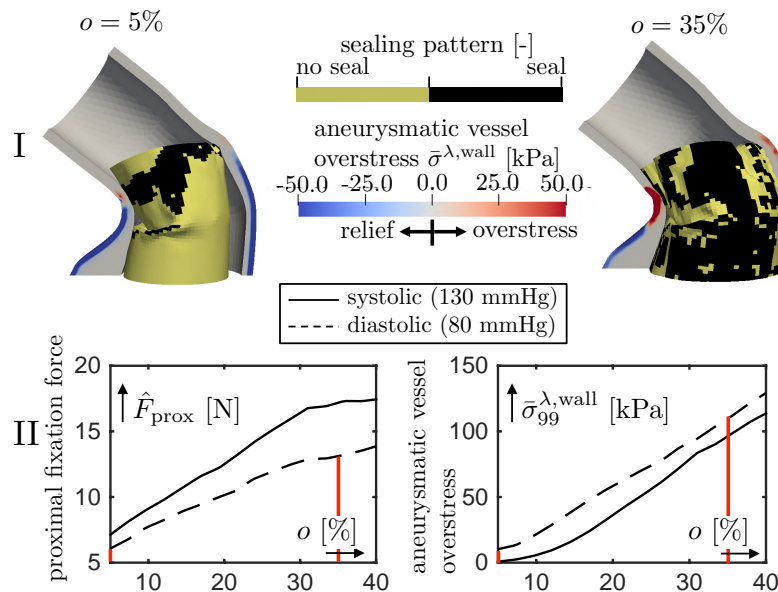 o = 5%
o = 35%
sealing pattern [-]
no seal seal
aneurysmatic vessel
overstress σ̄^λ,wall [kPa]
-50.0 -25.0 0.0 25.0 50.0
relief overstress
I
systolic (130 mmHg)
diastolic (80 mmHg)
II
proximal fixation force
20
15
10
5
F̂prox [N]
o [%]
10 20 30 40
aneurysmatic vessel
overstress
150
100
50
0
σ̄99^λ,wall [kPa]
o [%]
10 20 30 40